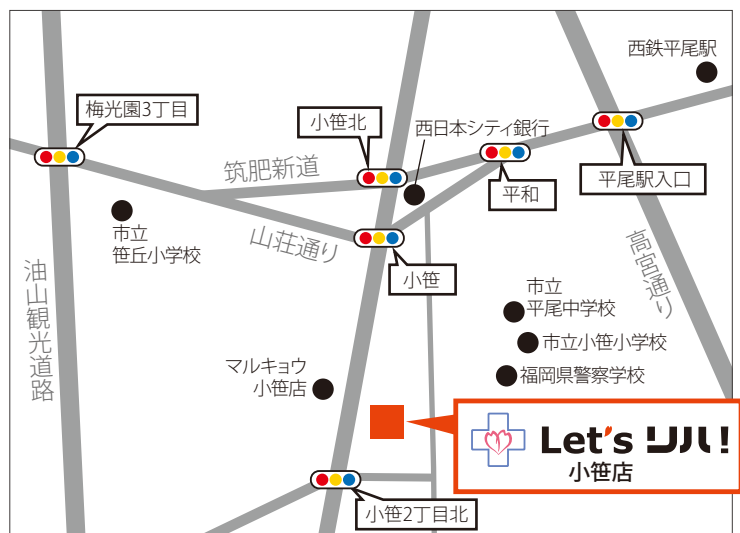 西鉄平尾駅
梅光園3丁目
小笹北
西日本シティ銀行
筑肥新道
平和
平尾駅入口
市立
笹丘小学校
山荘通り
小笹
高宮通り
油山観光道路
市立
平尾中学校
市立小笹小学校
福岡県警察学校
マルキョウ
小笹店
Let's リハ!
小笹店
小笹2丁目北